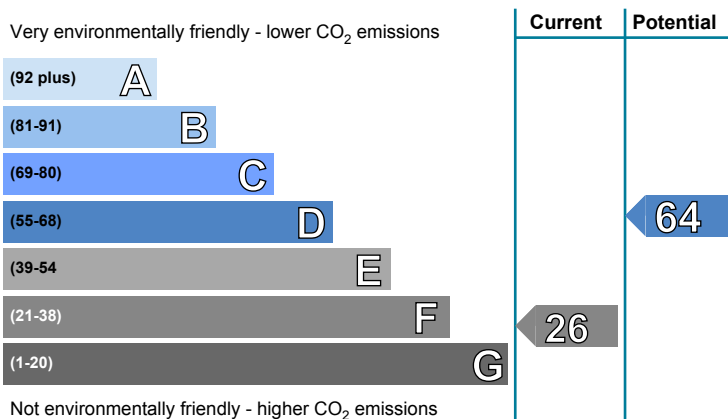 Current Potential
Very environmentally friendly - lower CO2 emissions
(92 plus) A
(81-91) B
(69-80 C
(55-68) D
64
(39-54 E
(21-38) F
26
(1-20) G
Not environmentally friendly - higher CO2 emissions